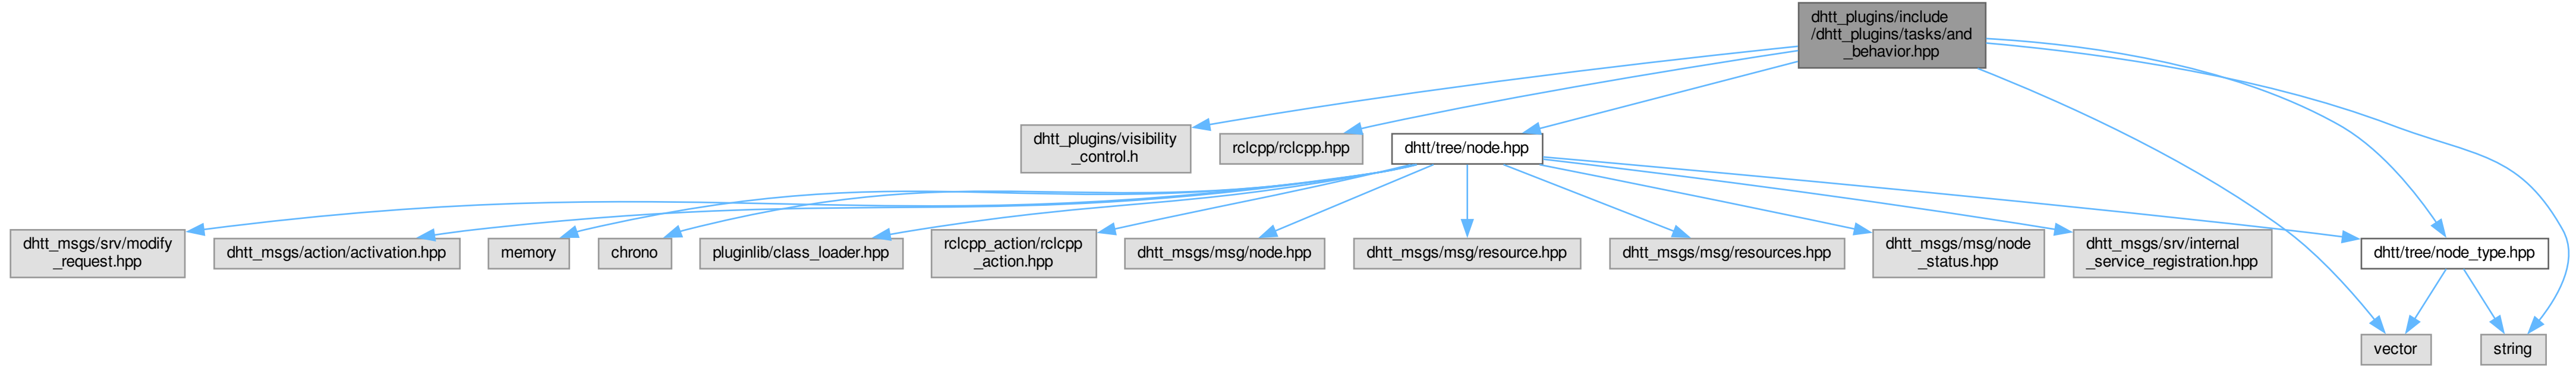 dhtt_plugins/include
/dhtt_plugins/tasks/and
_behavior.hpp
dhtt_plugins/visibility
_control.h
rclcpp/rclcpp.hpp
dhtt/tree/node.hpp
dhtt_msgs/srv/modify
_request.hpp
dhtt_msgs/action/activation.hpp
memory
chrono
pluginlib/class_loader.hpp
rclcpp_action/rclcpp
_action.hpp
dhtt_msgs/msg/node.hpp
dhtt_msgs/msg/resource.hpp
dhtt_msgs/msg/resources.hpp
dhtt_msgs/msg/node
_status.hpp
dhtt_msgs/srv/internal
_service_registration.hpp
dhtt/tree/node_type.hpp
vector
string